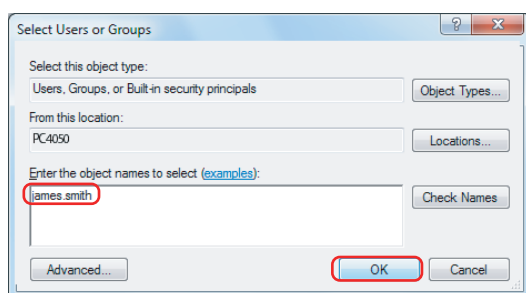 Select Users or Groups
Select this object type:
Users, Groups, or Built-in security principals
Object Types...
From this location:
PC4050
Locations...
Enter the object names to select (examples):
james.smith
Check Names
Advanced...
OK
Cancel